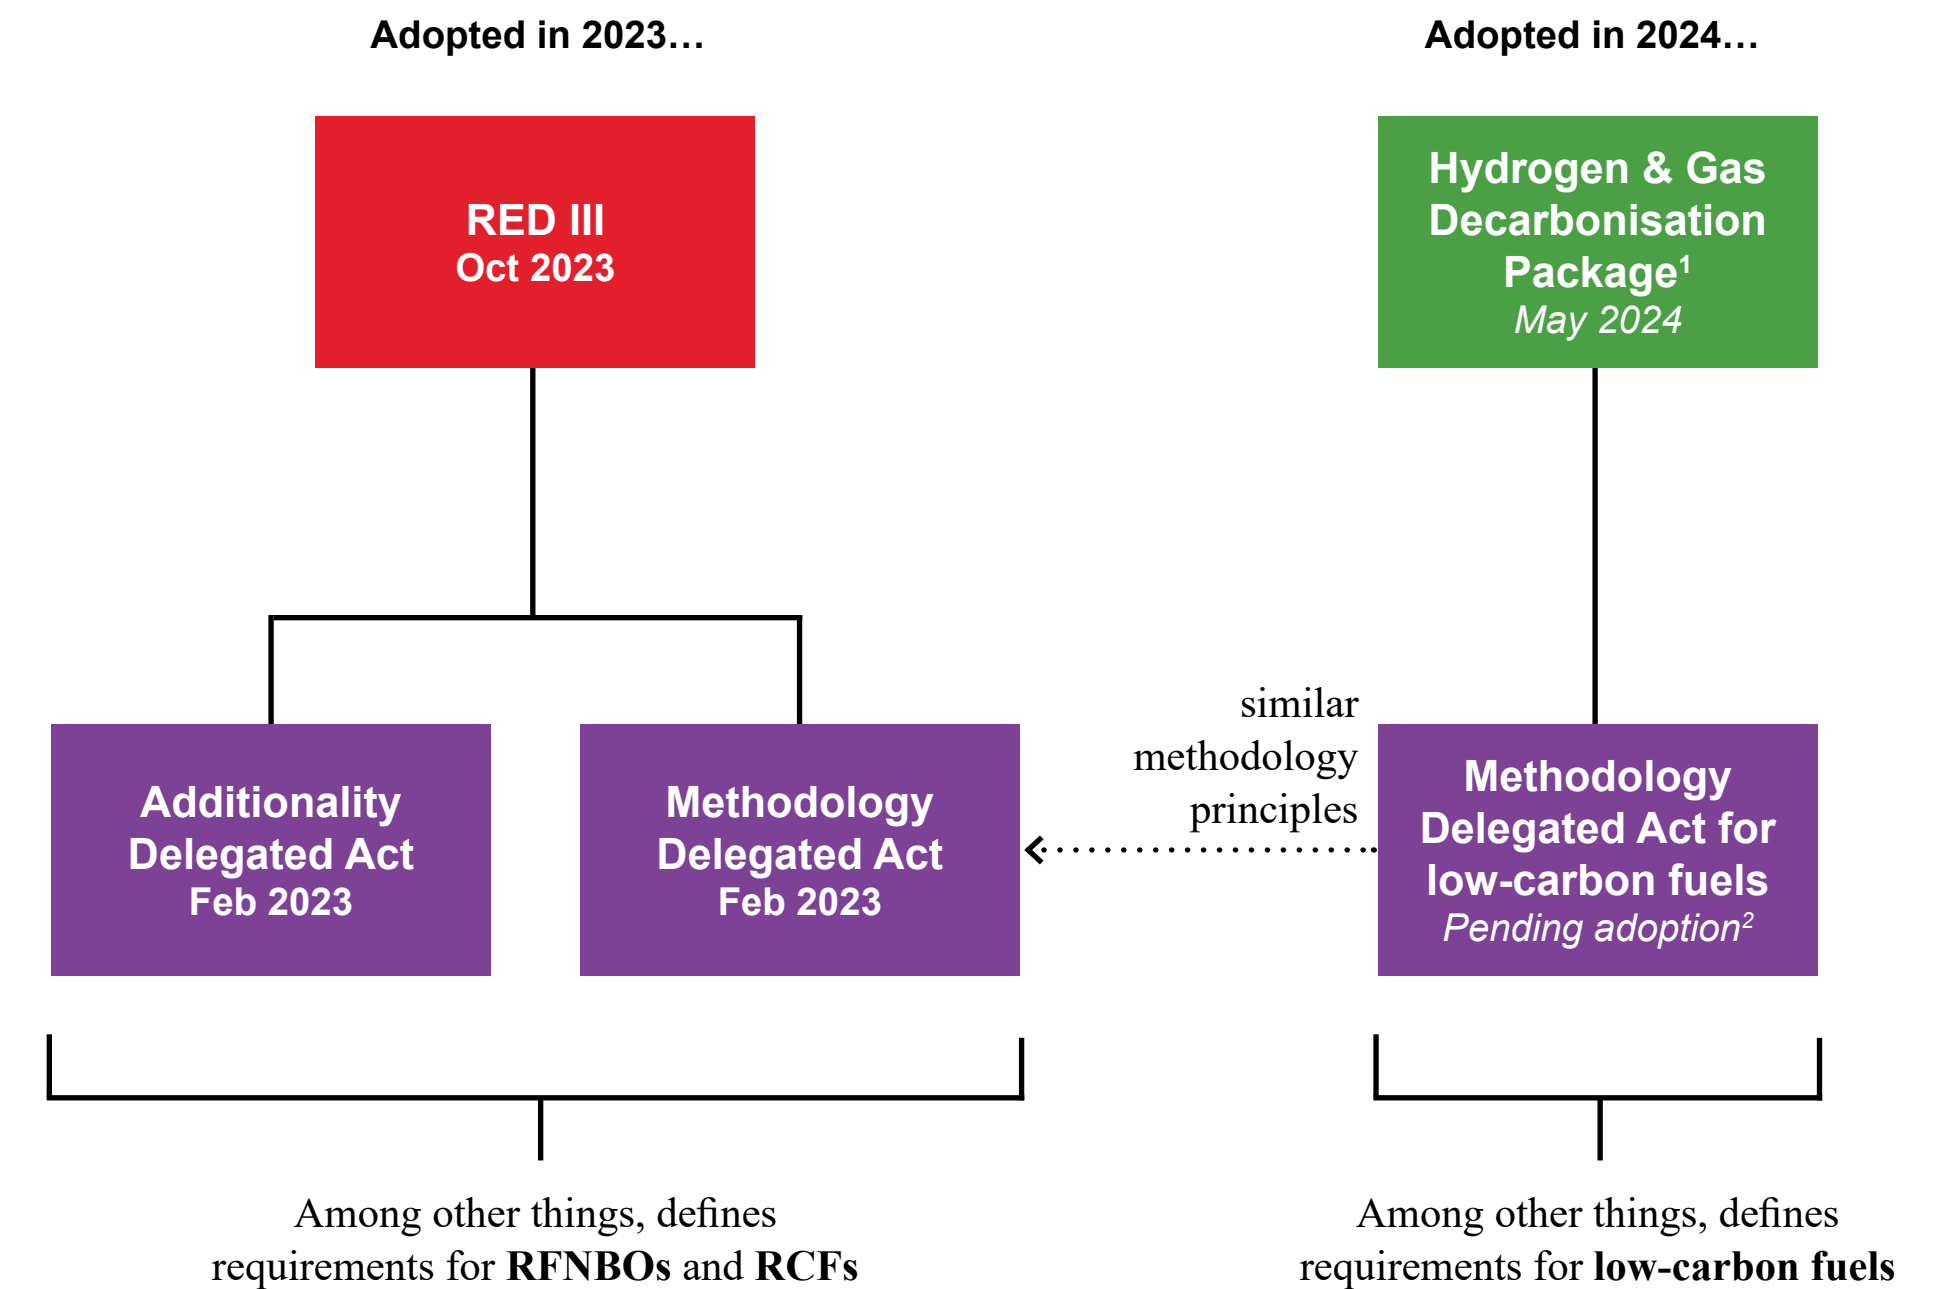 Adopted in 2023…
Adopted in 2024…
RED III
Oct 2023
Hydrogen & Gas
Decarbonisation
Package¹
May 2024
Additionality
Delegated Act
Feb 2023
Methodology
Delegated Act
Feb 2023
similar
methodology
principles
Methodology
Delegated Act for
low-carbon fuels
Pending adoption²
Among other things, defines
requirements for RFNBOs and RCFs
Among other things, defines
requirements for low-carbon fuels